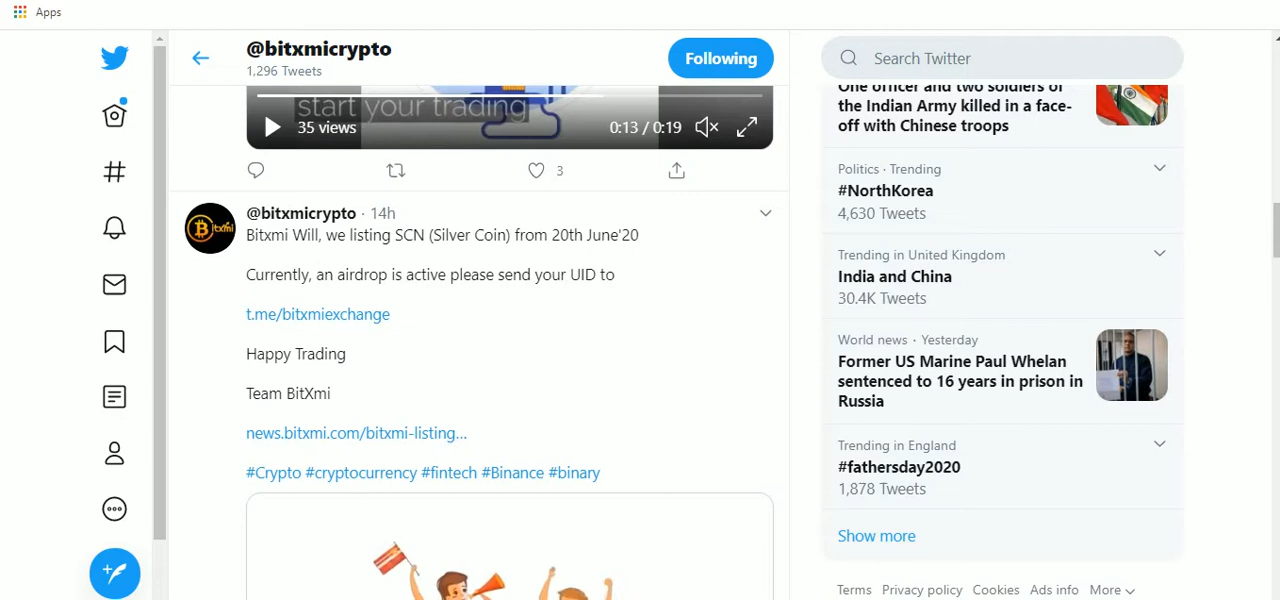 Apps
@bitxmicrypto
1,296 Tweets
Following
start your trading
35 views
0:13 / 0:19
3
@bitxmicrypto · 14h
Bitxmi Will, we listing SCN (Silver Coin) from 20th June'20
Currently, an airdrop is active please send your UID to
t.me/bitxmiexchange
Happy Trading
Team BitXmi
news.bitxmi.com/bitxmi-listing...
#Crypto #cryptocurrency #fintech #Binance #binary
Bitxmi
Search Twitter
One officer and two soldiers of
the Indian Army killed in a face-
off with Chinese troops
Politics · Trending
#NorthKorea
4,630 Tweets
Trending in United Kingdom
India and China
30.4K Tweets
World news · Yesterday
Former US Marine Paul Whelan
sentenced to 16 years in prison in
Russia
Trending in England
#fathersday2020
1,878 Tweets
Show more
Terms Privacy policy Cookies Ads info More